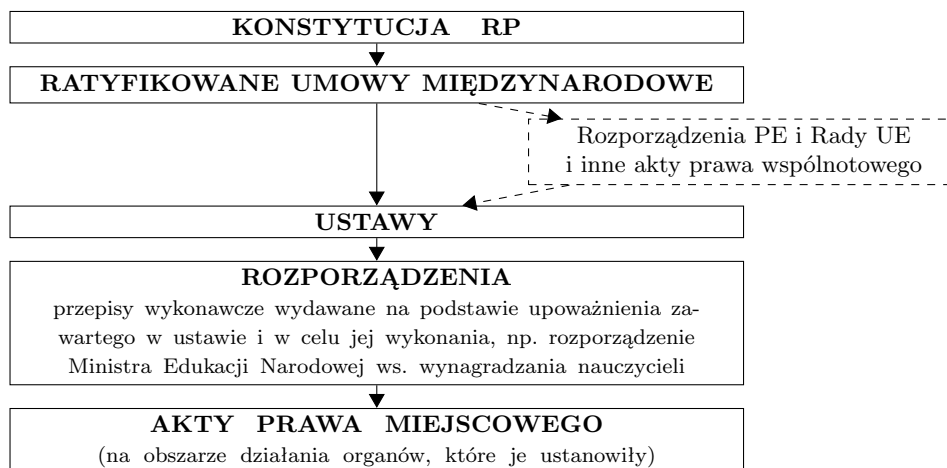 KONSTYTUCJA RP
RATYFIKOWANE UMOWY MIĘDZYNARODOWE
Rozporządzenia PE i Rady UE
i inne akty prawa wspólnotowego
USTAWY
ROZPORZĄDZENIA
przepisy wykonawcze wydawane na podstawie upoważnienia za-
wartego w ustawie i w celu jej wykonania, np. rozporządzenie
Ministra Edukacji Narodowej ws. wynagradzania nauczycieli
AKTY PRAWA MIEJSCOWEGO
(na obszarze działania organów, które je ustanowiły)